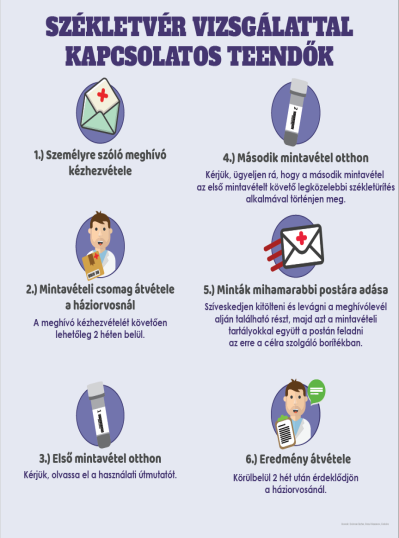 SZÉKLETVÉR VIZSGÁLATTAL
KAPCSOLATOS TEENDŐK
1.) Személyre szóló meghívó
kézhezvétele
2.) Mintavételi csomag átvétele
a háziorvosnál
A meghívó kézhezvételét követően
lehetőleg 2 héten belül.
3.) Első mintavétel otthon
Kérjük, olvassa el a használati útmutatót.
4.) Második mintavétel otthon
Kérjük, ügyeljen rá, hogy a második mintavétel
az első mintavételt követő legközelebbi székletürítés
alkalmával történjen meg.
5.) Minták mihamarabbi postára adása
Szíveskedjen kitölteni és levágni a meghívólevél
alján található részt, majd azt a mintavételi
tartályokkal együtt a postán feladni
az erre a célra szolgáló borítékban.
6.) Eredmény átvétele
Körülbelül 2 hét után érdeklődjön
a háziorvosánál.